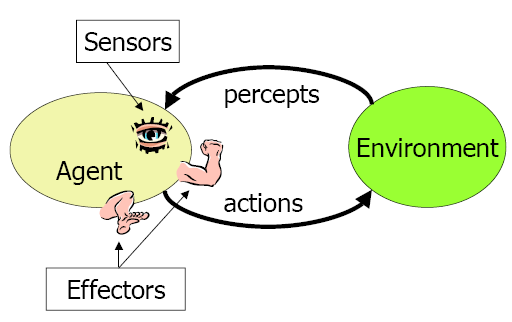 Sensors
percepts
Agent
Environment
actions
Effectors